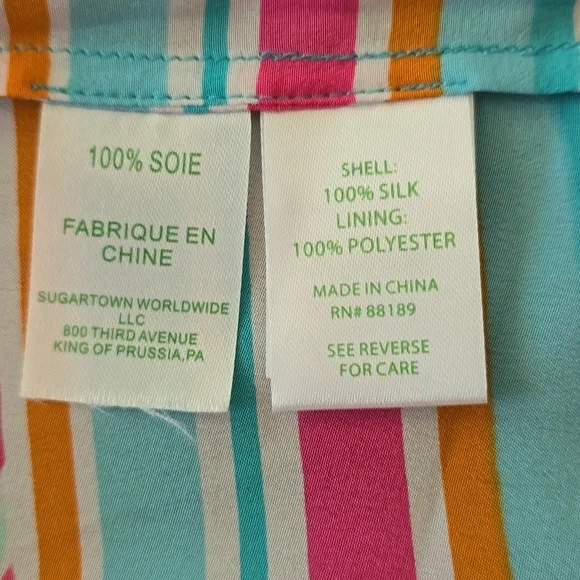 100% SOIE
FABRIQUE EN
CHINE
SUGARTOWN WORLDWIDE
LLC
800 THIRD AVENUE
KING OF PRUSSIA,PA
SHELL:
100% SILK
LINING:
100% POLYESTER
MADE IN CHINA
RN# 88189
SEE REVERSE
FOR CARE